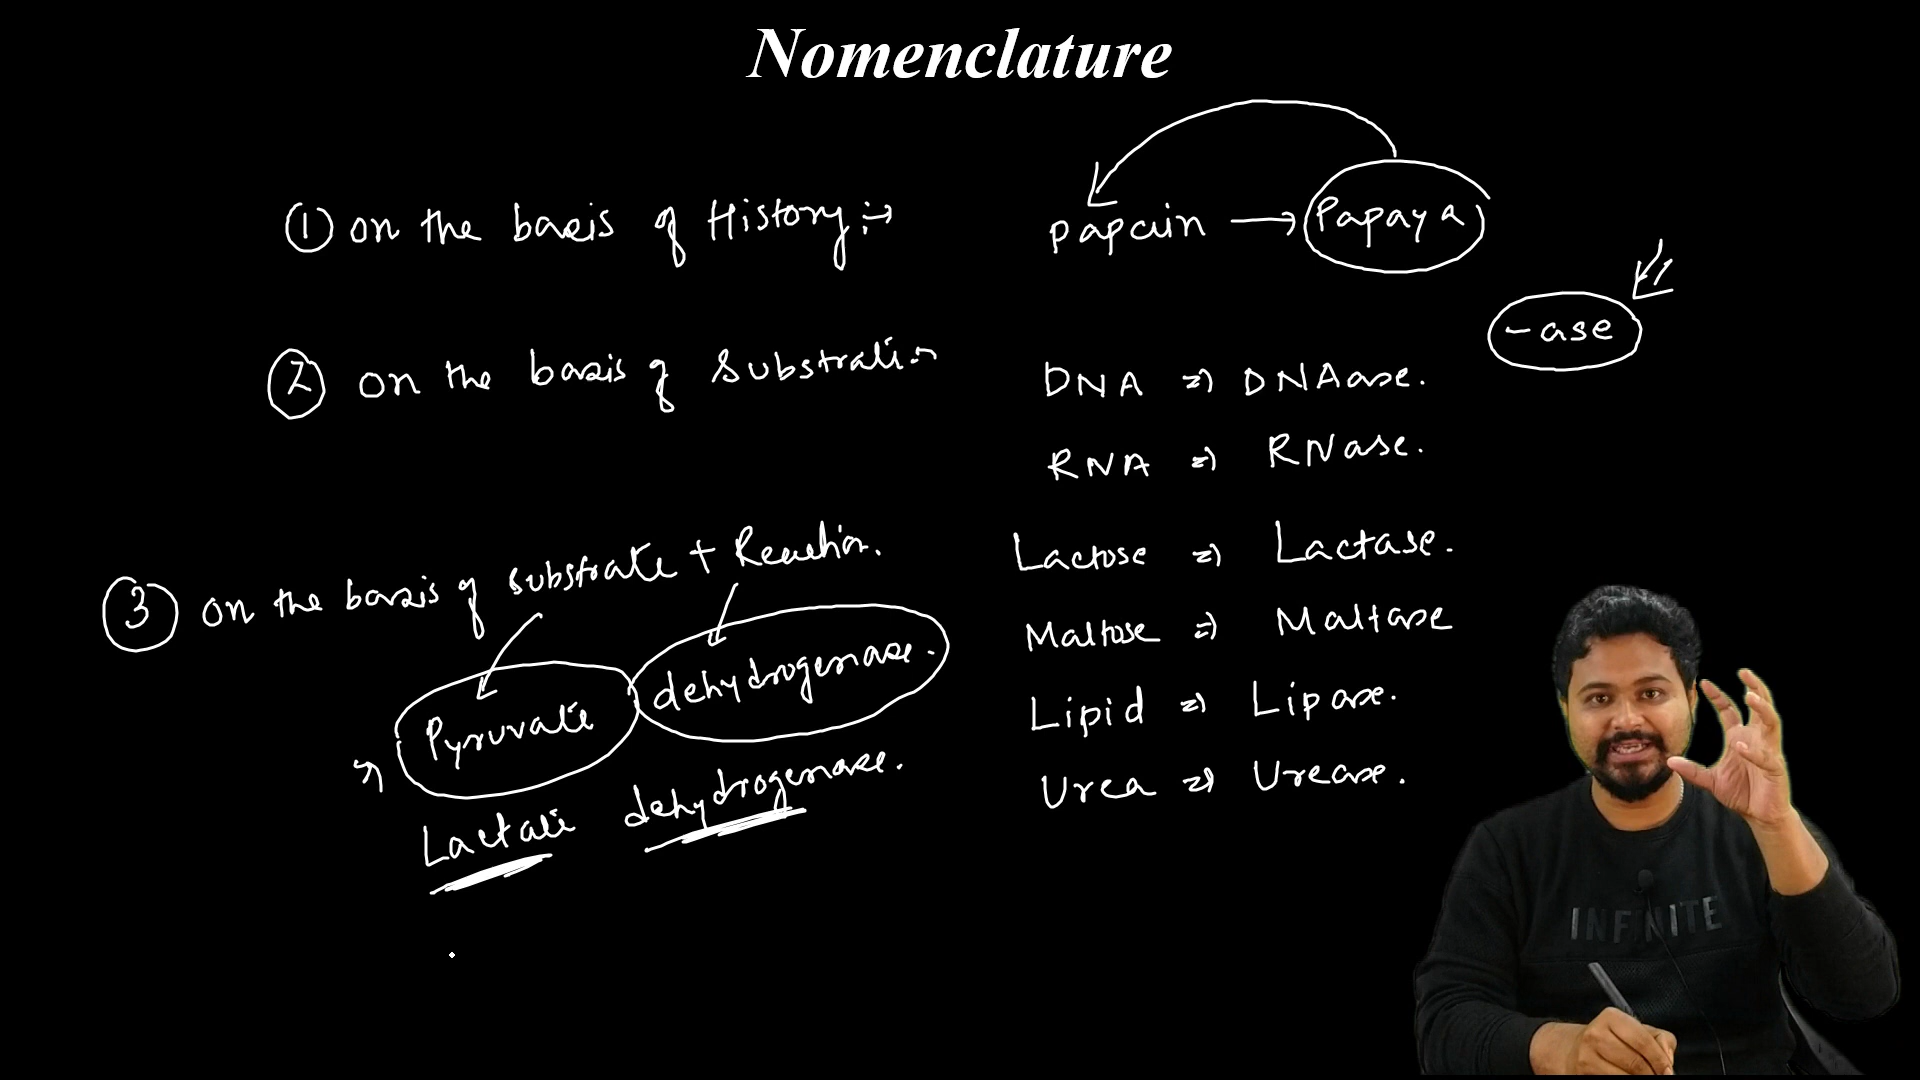 Nomenclature
① on the basis of History :→ papain → Papaya
-ase
② on the basis of Substrate :→ DNA ⇒ DNAase.
RNA ⇒ RNase.
③ on the basis of substrate + Reaction.
Lactose ⇒ Lactase.
Maltose ⇒ Maltase
Pyruvate dehydrogenase.
Lipid ⇒ Lipase.
Lactate dehydrogenase.
Urea ⇒ Urease.
INFINITE